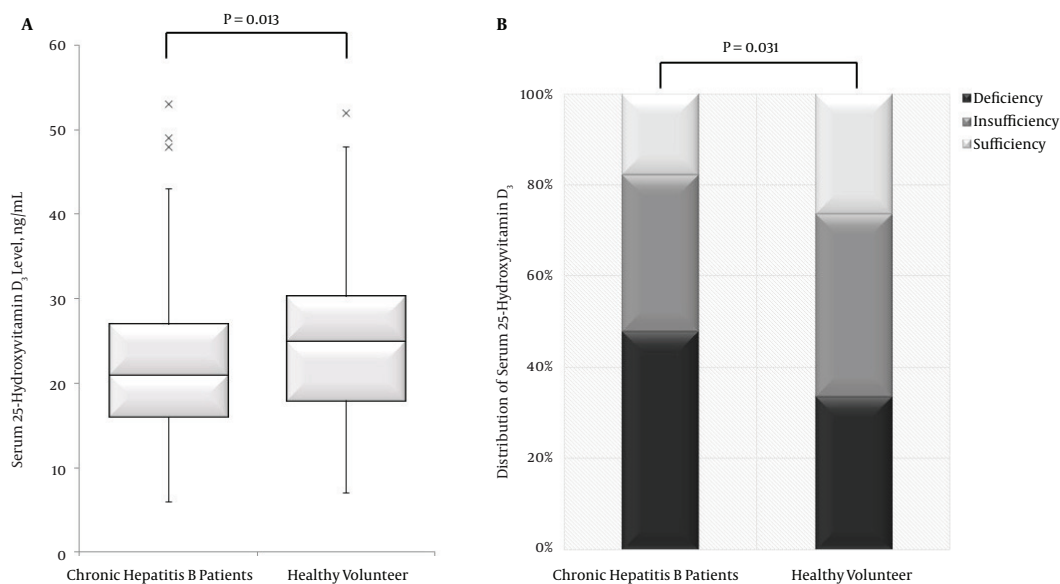 A
P = 0.013
Serum 25-Hydroxyvitamin D₃ Level, ng/mL
60
50
40
30
20
10
0
Chronic Hepatitis B Patients
Healthy Volunteer
B
P = 0.031
Distribution of Serum 25-Hydroxyvitamin D₃
100%
80%
60%
40%
20%
0%
Chronic Hepatitis B Patients
Healthy Volunteer
Deficiency
Insufficiency
Sufficiency